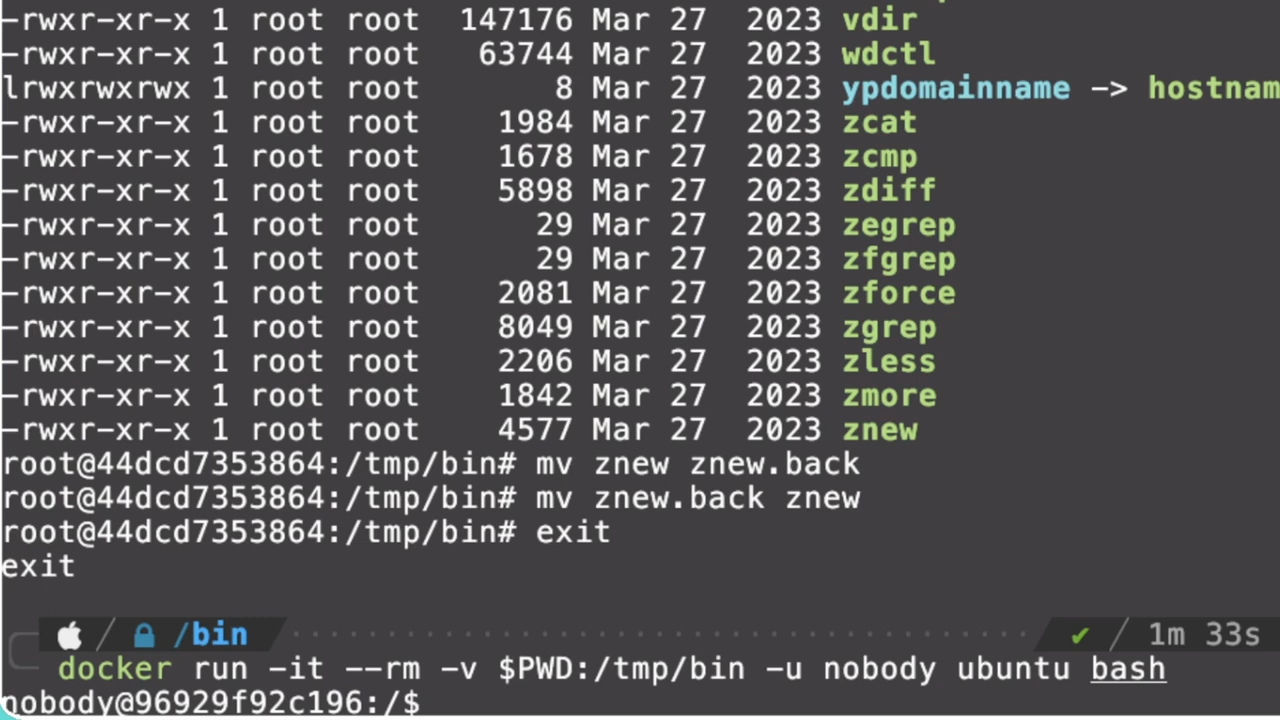 -rwxr-xr-x 1 root root 147176 Mar 27 2023 vdir
-rwxr-xr-x 1 root root 63744 Mar 27 2023 wdctl
lrwxrwxrwx 1 root root 8 Mar 27 2023 ypdomainname -> hostnam
-rwxr-xr-x 1 root root 1984 Mar 27 2023 zcat
-rwxr-xr-x 1 root root 1678 Mar 27 2023 zcmp
-rwxr-xr-x 1 root root 5898 Mar 27 2023 zdiff
-rwxr-xr-x 1 root root 29 Mar 27 2023 zegrep
-rwxr-xr-x 1 root root 29 Mar 27 2023 zfgrep
-rwxr-xr-x 1 root root 2081 Mar 27 2023 zforce
-rwxr-xr-x 1 root root 8049 Mar 27 2023 zgrep
-rwxr-xr-x 1 root root 2206 Mar 27 2023 zless
-rwxr-xr-x 1 root root 1842 Mar 27 2023 zmore
-rwxr-xr-x 1 root root 4577 Mar 27 2023 znew
root@44dcd7353864:/tmp/bin# mv znew znew.back
root@44dcd7353864:/tmp/bin# mv znew.back znew
root@44dcd7353864:/tmp/bin# exit
exit
/bin ✔ 1m 33s
docker run -it --rm -v $PWD:/tmp/bin -u nobody ubuntu bash
nobody@96929f92c196:/$